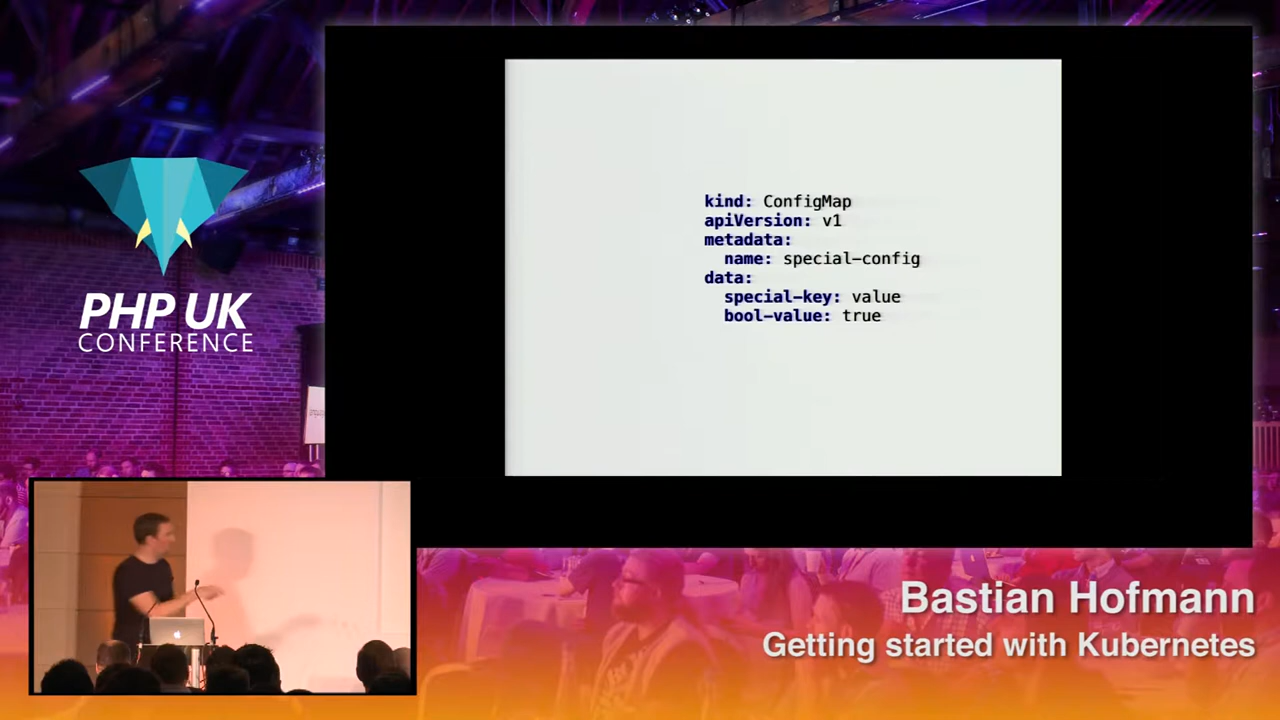 PHP UK
CONFERENCE
kind: ConfigMap
apiVersion: v1
metadata:
  name: special-config
data:
  special-key: value
  bool-value: true
Bastian Hofmann
Getting started with Kubernetes